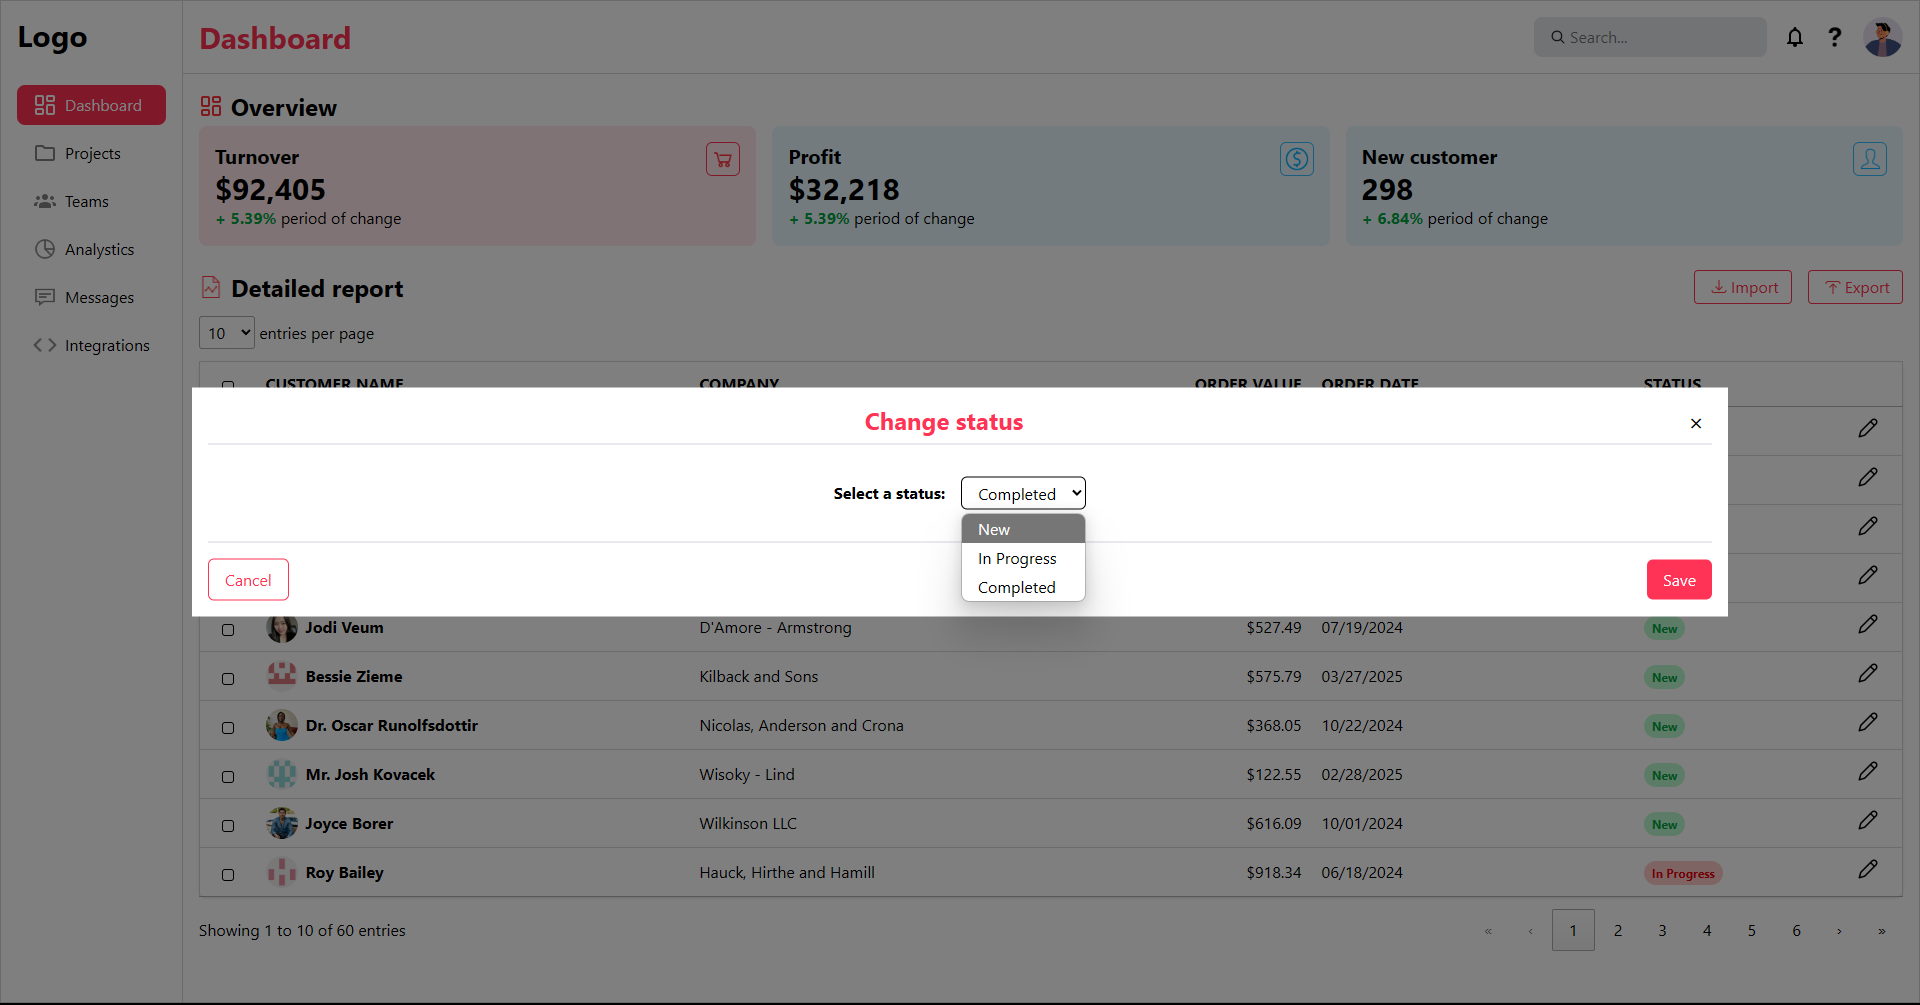 Logo
Dashboard
Search...
Dashboard
Projects
Teams
Analystics
Messages
Integrations
Overview
Turnover
$92,405
+ 5.39% period of change
Profit
$32,218
+ 5.39% period of change
New customer
298
+ 6.84% period of change
Detailed report
Import
Export
10 entries per page
CUSTOMER NAME COMPANY ORDER VALUE ORDER DATE STATUS
Change status
×
Select a status: Completed
New
In Progress
Completed
Cancel
Save
Jodi Veum D'Amore - Armstrong $527.49 07/19/2024 New
Bessie Zieme Kilback and Sons $575.79 03/27/2025 New
Dr. Oscar Runolfsdottir Nicolas, Anderson and Crona $368.05 10/22/2024 New
Mr. Josh Kovacek Wisoky - Lind $122.55 02/28/2025 New
Joyce Borer Wilkinson LLC $616.09 10/01/2024 New
Roy Bailey Hauck, Hirthe and Hamill $918.34 06/18/2024 In Progress
Showing 1 to 10 of 60 entries
« ‹ 1 2 3 4 5 6 › »